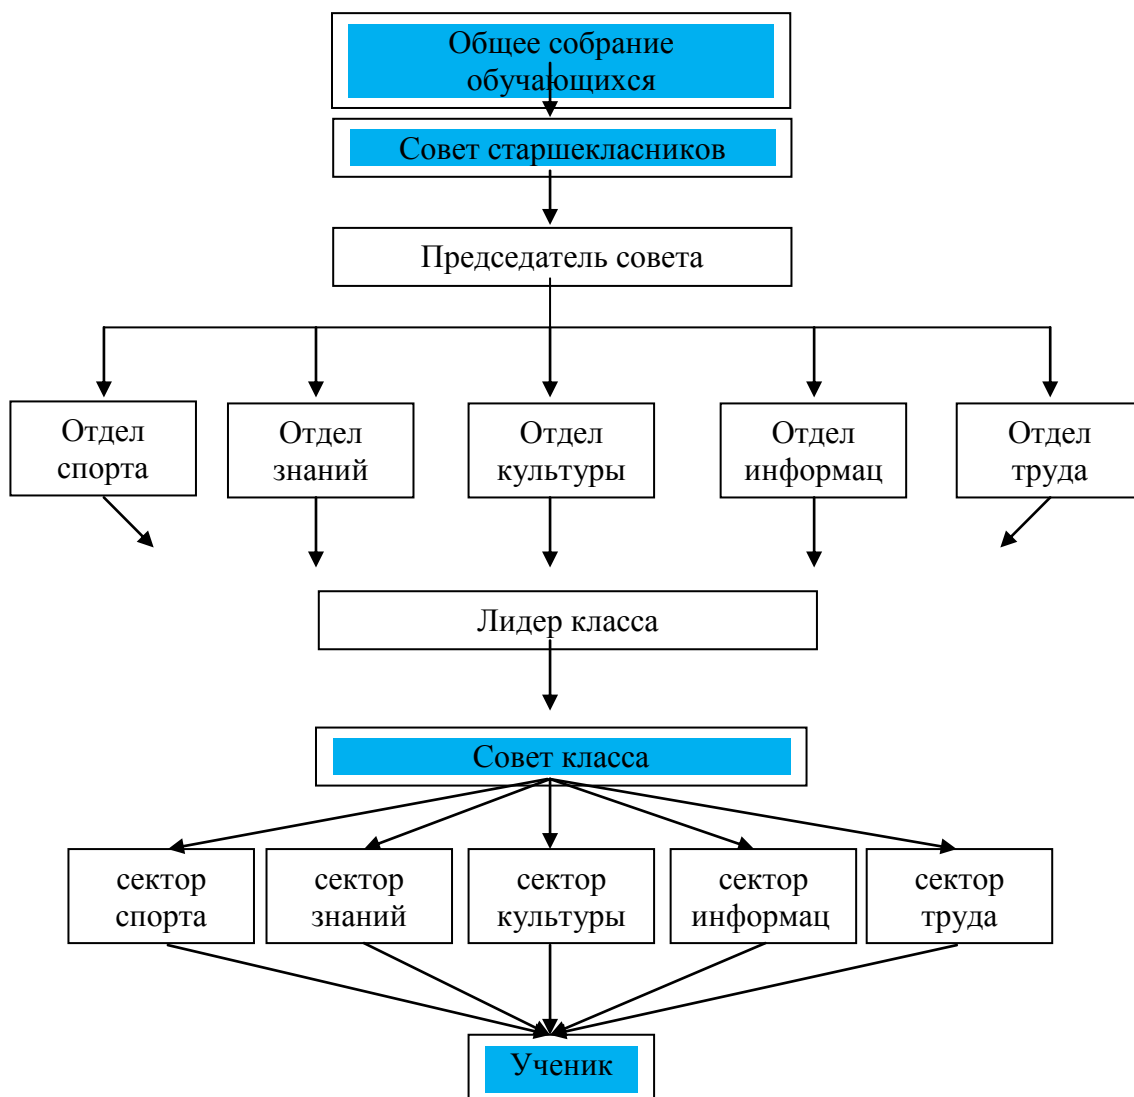 Общее собрание
обучающихся
Совет старшекласников
Председатель совета
Отдел
спорта
Отдел
знаний
Отдел
культуры
Отдел
информац
Отдел
труда
Лидер класса
Совет класса
сектор
спорта
сектор
знаний
сектор
культуры
сектор
информац
сектор
труда
Ученик